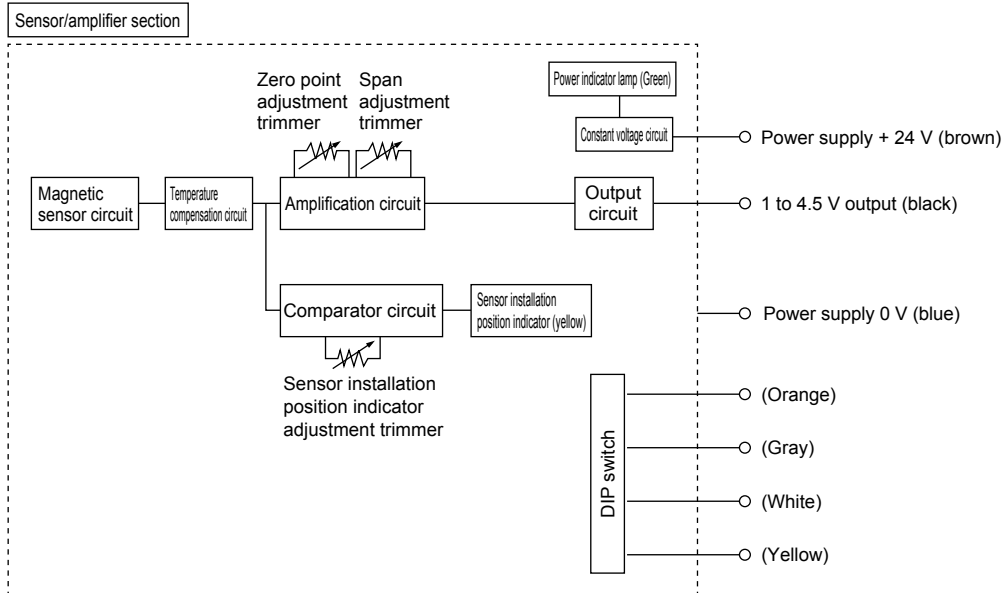 Sensor/amplifier section
Zero point
adjustment
trimmer
Span
adjustment
trimmer
Power indicator lamp (Green)
Constant voltage circuit
Power supply + 24 V (brown)
Magnetic
sensor circuit
Temperature
compensation circuit
Amplification circuit
Output
circuit
1 to 4.5 V output (black)
Comparator circuit
Sensor installation
position indicator (yellow)
Power supply 0 V (blue)
Sensor installation
position indicator
adjustment trimmer
DIP switch
(Orange)
(Gray)
(White)
(Yellow)